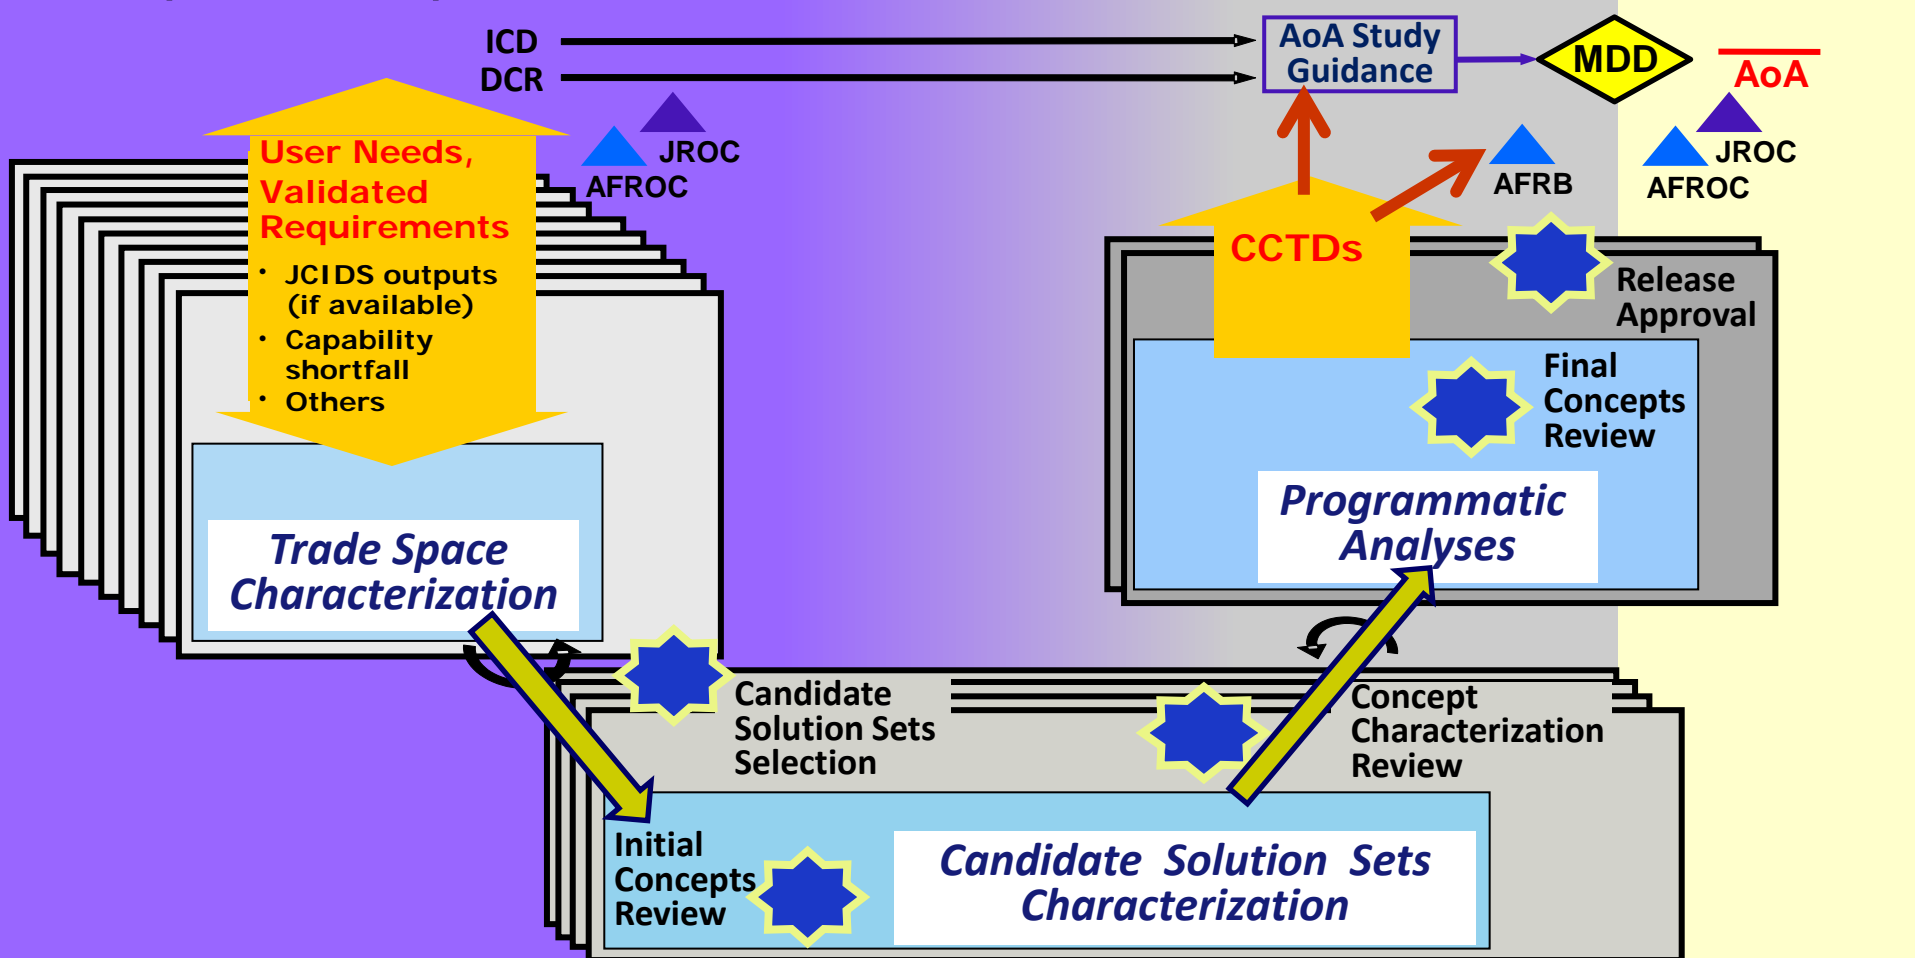 ICD
DCR
AoA Study
Guidance
MDD
AoA
JROC
AFROC
AFRB
JROC
AFROC
User Needs,
Validated
Requirements
• JCIDS outputs
(if available)
• Capability
shortfall
• Others
CCTDs
Release
Approval
Final
Concepts
Review
Programmatic
Analyses
Trade Space
Characterization
Candidate
Solution Sets
Selection
Concept
Characterization
Review
Initial
Concepts
Review
Candidate Solution Sets
Characterization